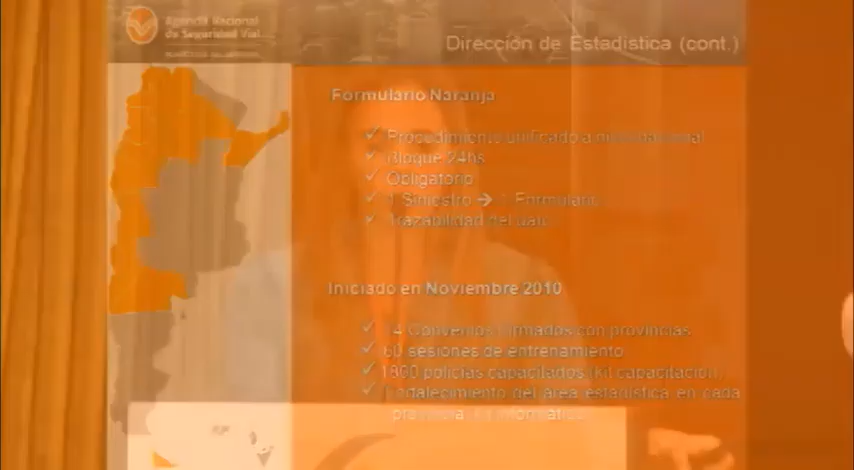 Agencia Nacional
de Seguridad Vial
Dirección de Estadística (cont.)
Formulario Naranja
✓ Procedimiento unificado a nivel nacional
✓ Bloque 24hs
✓ Obligatorio
✓ 1 Siniestro → 1 Formulario
✓ Trazabilidad del dato
Iniciado en Noviembre 2010
✓ 14 Convenios firmados con provincias
✓ 60 sesiones de entrenamiento
✓ 1800 policías capacitados (kit capacitación)
✓ Fortalecimiento del área estadística en cada
provincia kit informático